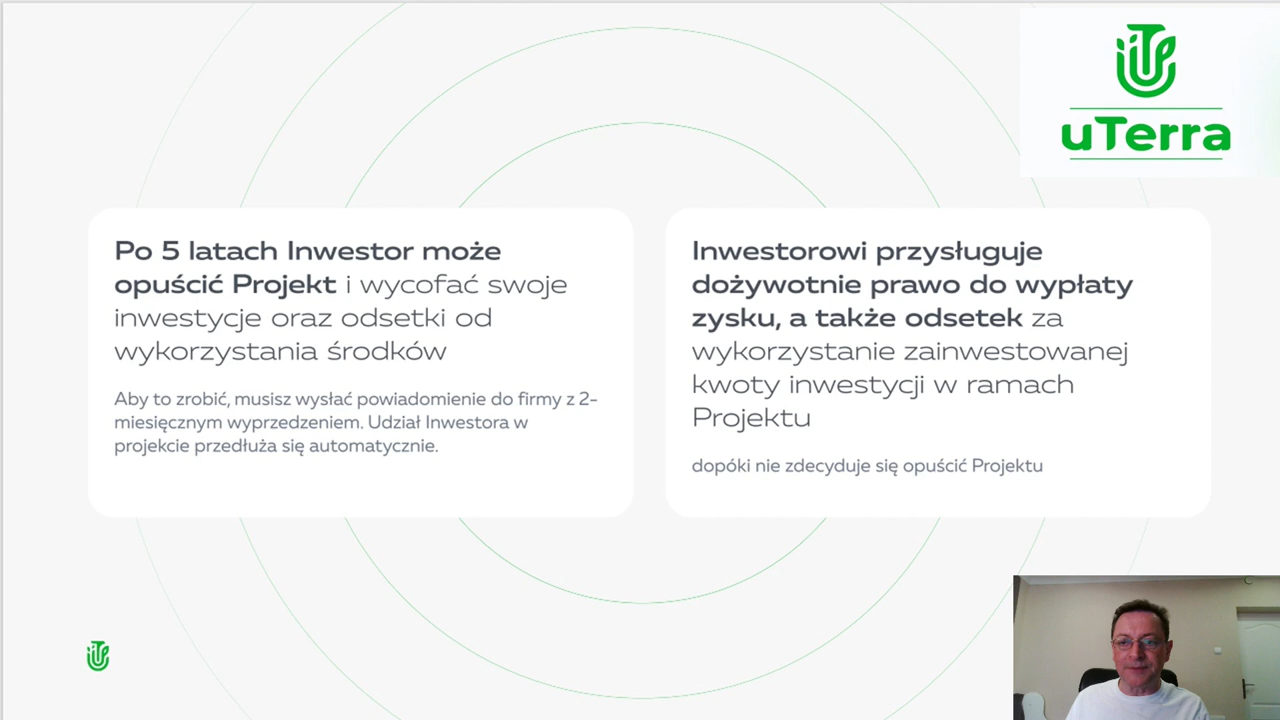 uTerra
Po 5 latach Inwestor może
opuścić Projekt i wycofać swoje
inwestycje oraz odsetki od
wykorzystania środków
Aby to zrobić, musisz wysłać powiadomienie do firmy z 2-
miesięcznym wyprzedzeniem. Udział Inwestora w
projekcie przedłuża się automatycznie.
Inwestorowi przysługuje
dożywotnie prawo do wypłaty
zysku, a także odsetek za
wykorzystanie zainwestowanej
kwoty inwestycji w ramach
Projektu
dopóki nie zdecyduje się opuścić Projektu